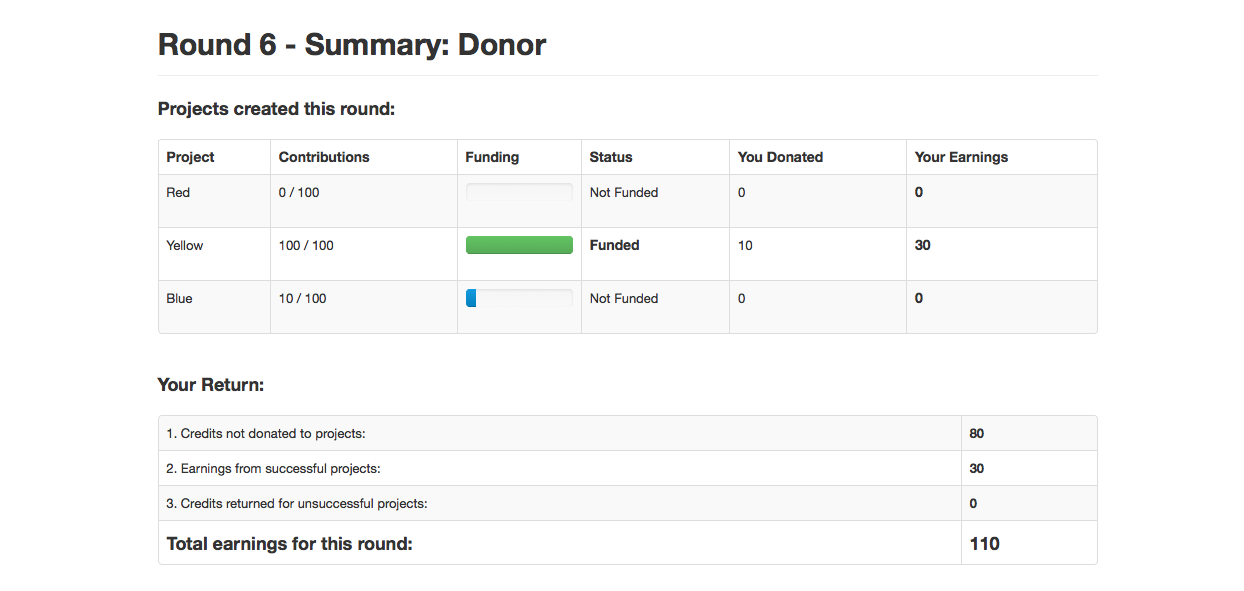 Round 6 - Summary: Donor
Projects created this round:
Project Contributions Funding Status You Donated Your Earnings
Red 0 / 100 Not Funded 0 0
Yellow 100 / 100 Funded 10 30
Blue 10 / 100 Not Funded 0 0
Your Return:
1. Credits not donated to projects: 80
2. Earnings from successful projects: 30
3. Credits returned for unsuccessful projects: 0
Total earnings for this round: 110